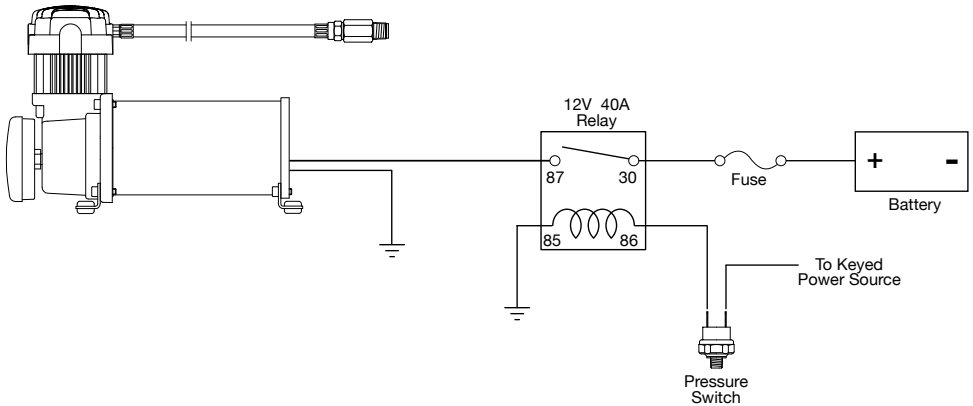 12V 40A
Relay
87
30
Fuse
+
-
Battery
85
86
To Keyed
Power Source
Pressure
Switch